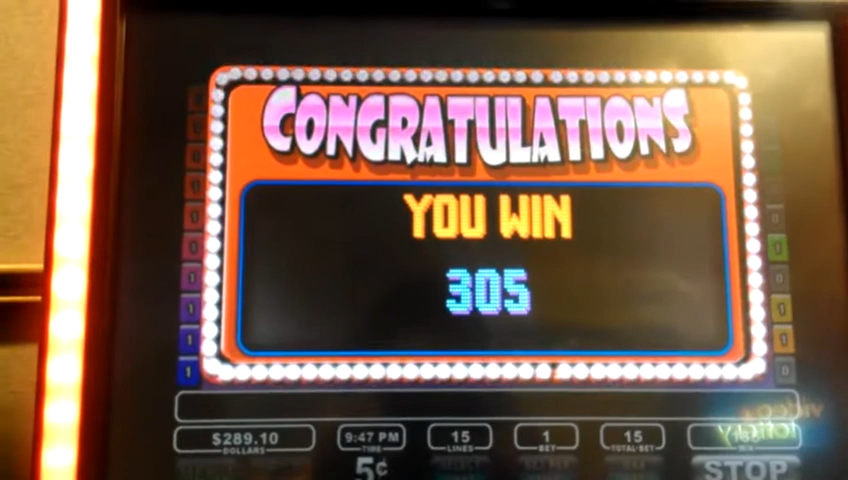 CONGRATULATIONS
YOU WIN
305
$289.10 9:47 PM 15 1 15
DOLLARS TIME LINES BET TOTAL BET
5¢ STOP